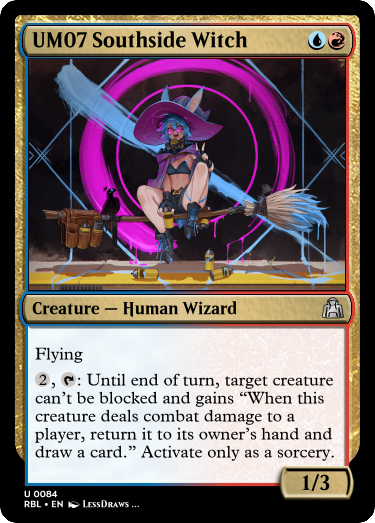 UM07 Southside Witch
Creature — Human Wizard
Flying
2, T: Until end of turn, target creature
can't be blocked and gains “When this
creature deals combat damage to a
player, return it to its owner's hand and
draw a card.” Activate only as a sorcery.
1/3
U 0084
RBL • EN LessDraws ...